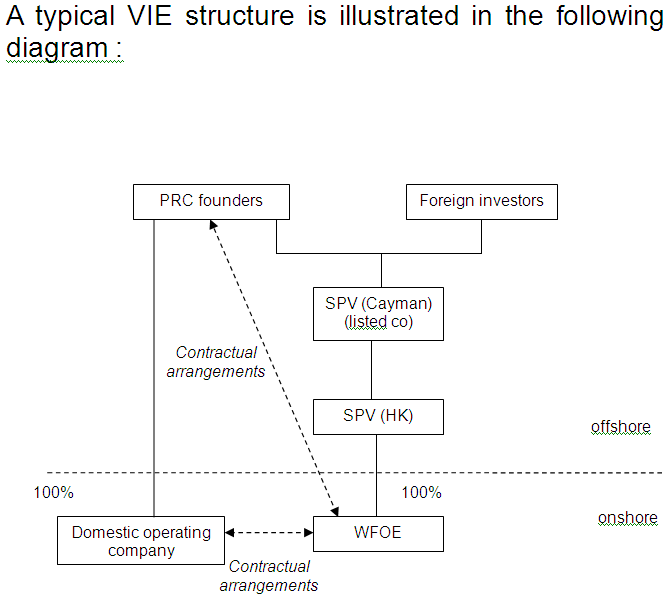 A typical VIE structure is illustrated in the following
diagram :
PRC founders
Foreign investors
SPV (Cayman)
(listed co)
Contractual
arrangements
SPV (HK)
offshore
100%
100%
onshore
Domestic operating
company
WFOE
Contractual
arrangements